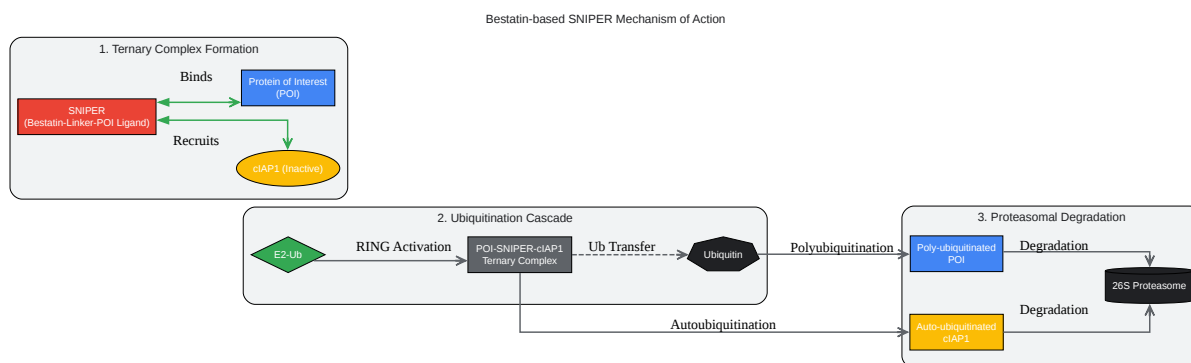 Bestatin-based SNIPER Mechanism of Action
1. Ternary Complex Formation
Binds
Protein of Interest
(POI)
SNIPER
(Bestatin-Linker-POI Ligand)
Recruits
cIAP1 (Inactive)
2. Ubiquitination Cascade
E2-Ub
RING Activation
POI-SNIPER-cIAP1
Ternary Complex
Ub Transfer
Ubiquitin
Polyubiquitination
Autoubiquitination
3. Proteasomal Degradation
Poly-ubiquitinated
POI
Degradation
26S Proteasome
Degradation
Auto-ubiquitinated
cIAP1